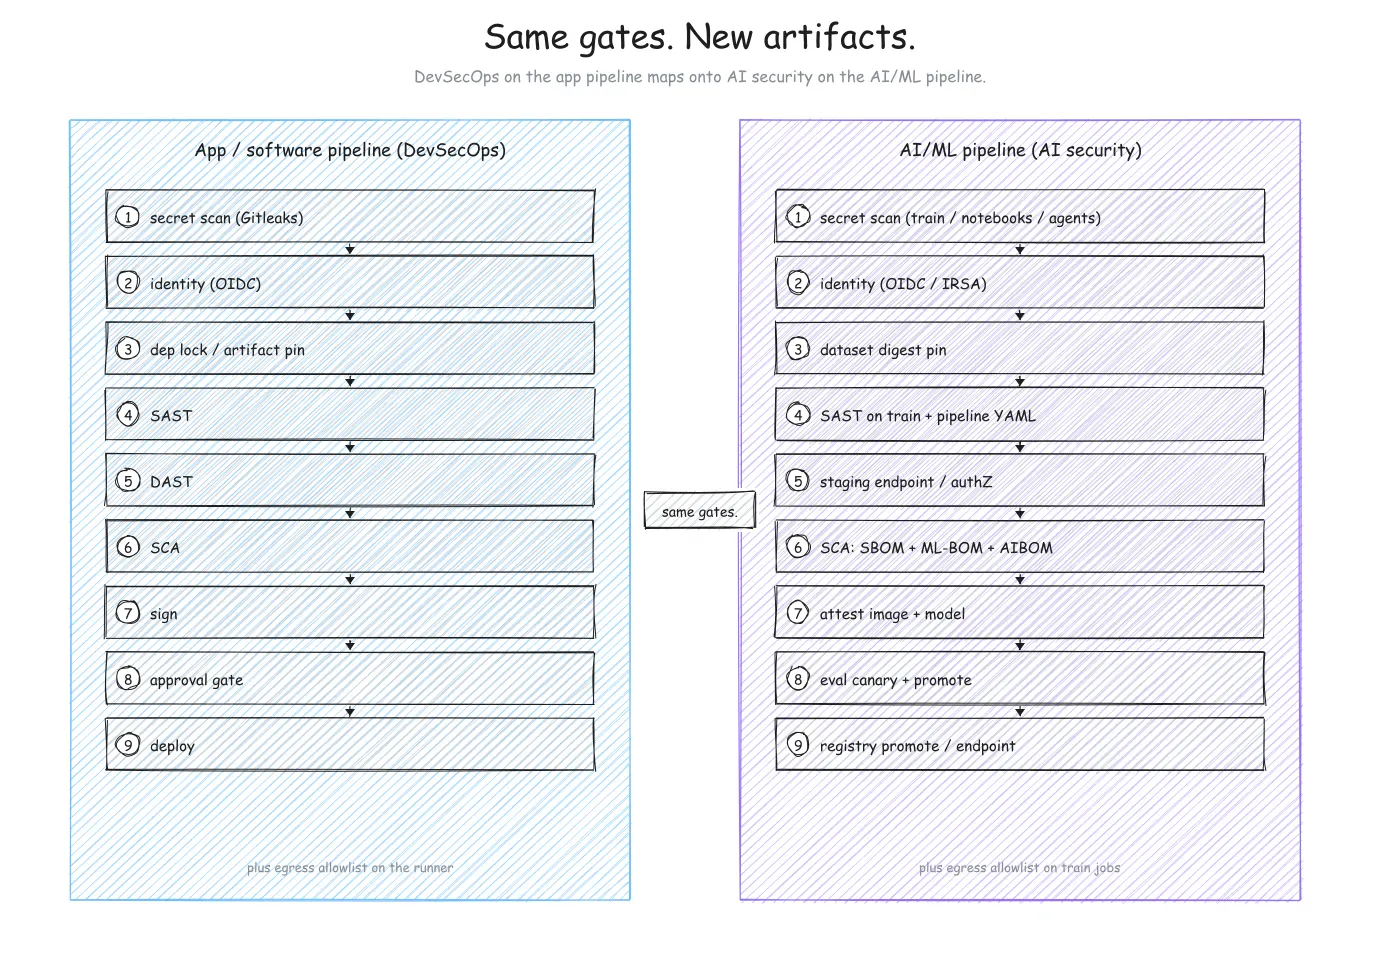 Same gates. New artifacts.
DevSecOps on the app pipeline maps onto AI security on the AI/ML pipeline.
App / software pipeline (DevSecOps)
1 secret scan (Gitleaks)
2 identity (OIDC)
3 dep lock / artifact pin
4 SAST
5 DAST
6 SCA
7 sign
8 approval gate
9 deploy
plus egress allowlist on the runner
same gates.
AI/ML pipeline (AI security)
1 secret scan (train / notebooks / agents)
2 identity (OIDC / IRSA)
3 dataset digest pin
4 SAST on train + pipeline YAML
5 staging endpoint / authZ
6 SCA: SBOM + ML-BOM + AIBOM
7 attest image + model
8 eval canary + promote
9 registry promote / endpoint
plus egress allowlist on train jobs